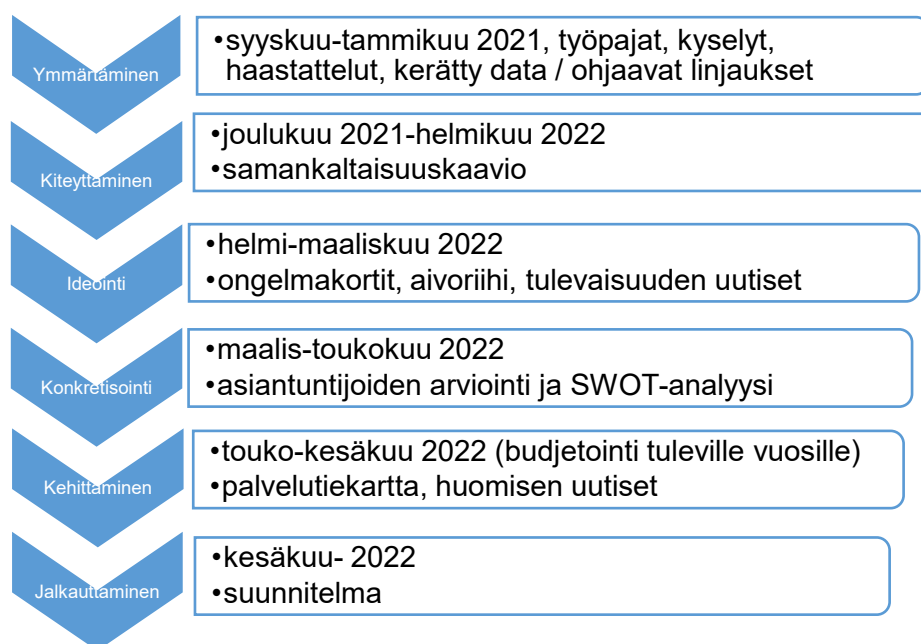 Ymmärtäminen
•syyskuu-tammikuu 2021, työpajat, kyselyt,
haastattelut, kerätty data / ohjaavat linjaukset
Kiteyttäminen
•joulukuu 2021-helmikuu 2022
•samankaltaisuuskaavio
Ideointi
•helmi-maaliskuu 2022
•ongelmakortit, aivoriihi, tulevaisuuden uutiset
Konkretisointi
•maalis-toukokuu 2022
•asiantuntijoiden arviointi ja SWOT-analyysi
Kehittäminen
•touko-kesäkuu 2022 (budjetointi tuleville vuosille)
•palvelutiekartta, huomisen uutiset
Jalkauttaminen
•kesäkuu- 2022
•suunnitelma